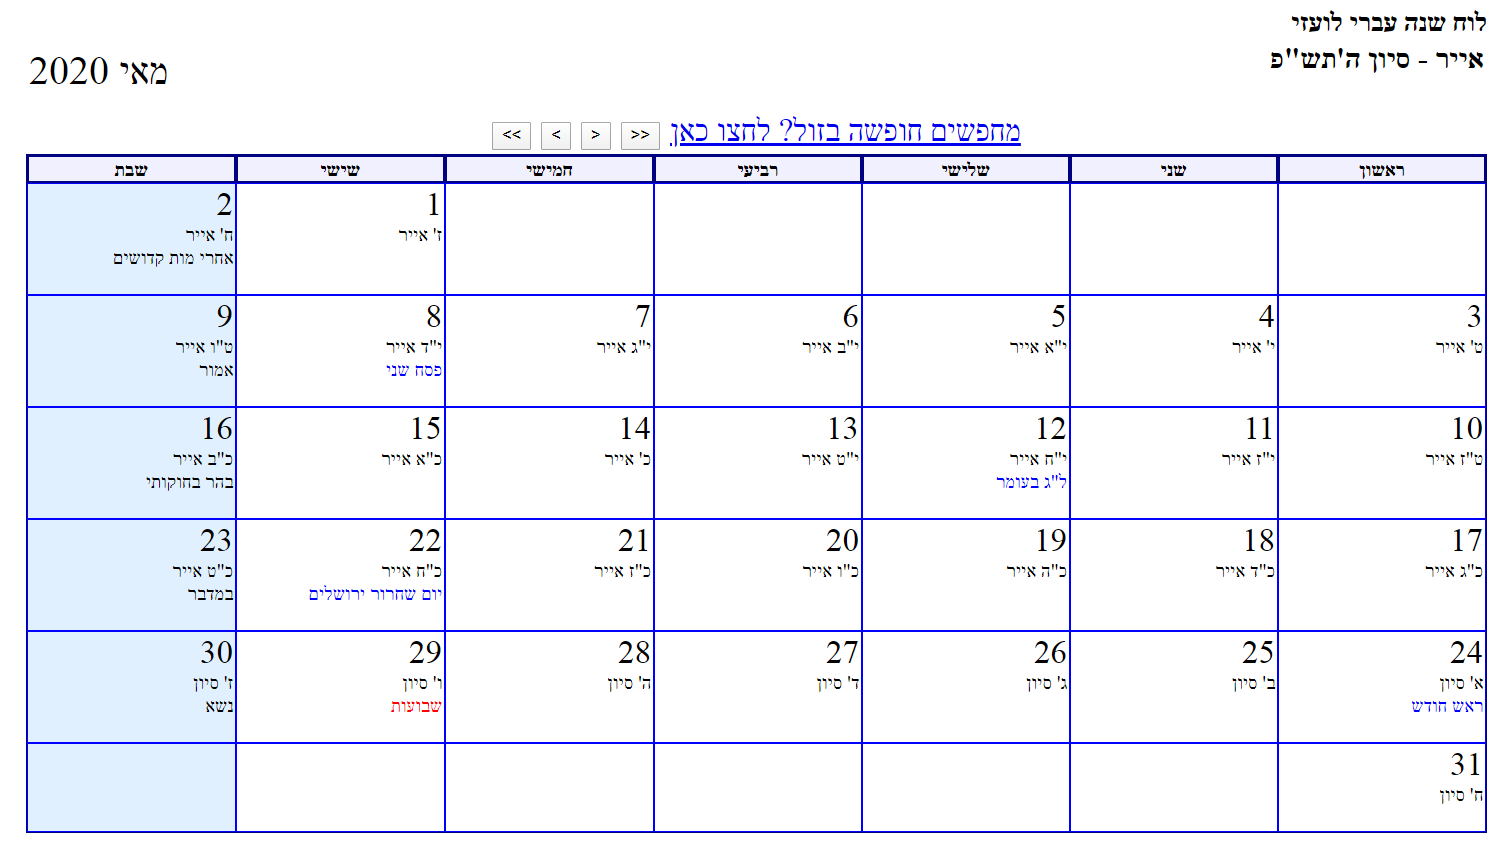 לוח שנה עברי לועזי
אייר - סיון ה'תש"פ
מאי 2020
מחפשים חופשה בזול? לחצו כאן >> > < <<
ראשון שני שלישי רביעי חמישי שישי שבת
1 2
ז' אייר ח' אייר
אחרי מות קדושים
3 4 5 6 7 8 9
ט' אייר י' אייר י"א אייר י"ב אייר י"ג אייר י"ד אייר ט"ו אייר
פסח שני אמור
10 11 12 13 14 15 16
ט"ז אייר י"ז אייר י"ח אייר י"ט אייר כ' אייר כ"א אייר כ"ב אייר
ל"ג בעומר בהר בחוקותי
17 18 19 20 21 22 23
כ"ג אייר כ"ד אייר כ"ה אייר כ"ו אייר כ"ז אייר כ"ח אייר כ"ט אייר
יום שחרור ירושלים במדבר
24 25 26 27 28 29 30
א' סיון ב' סיון ג' סיון ד' סיון ה' סיון ו' סיון ז' סיון
ראש חודש שבועות נשא
31
ח' סיון